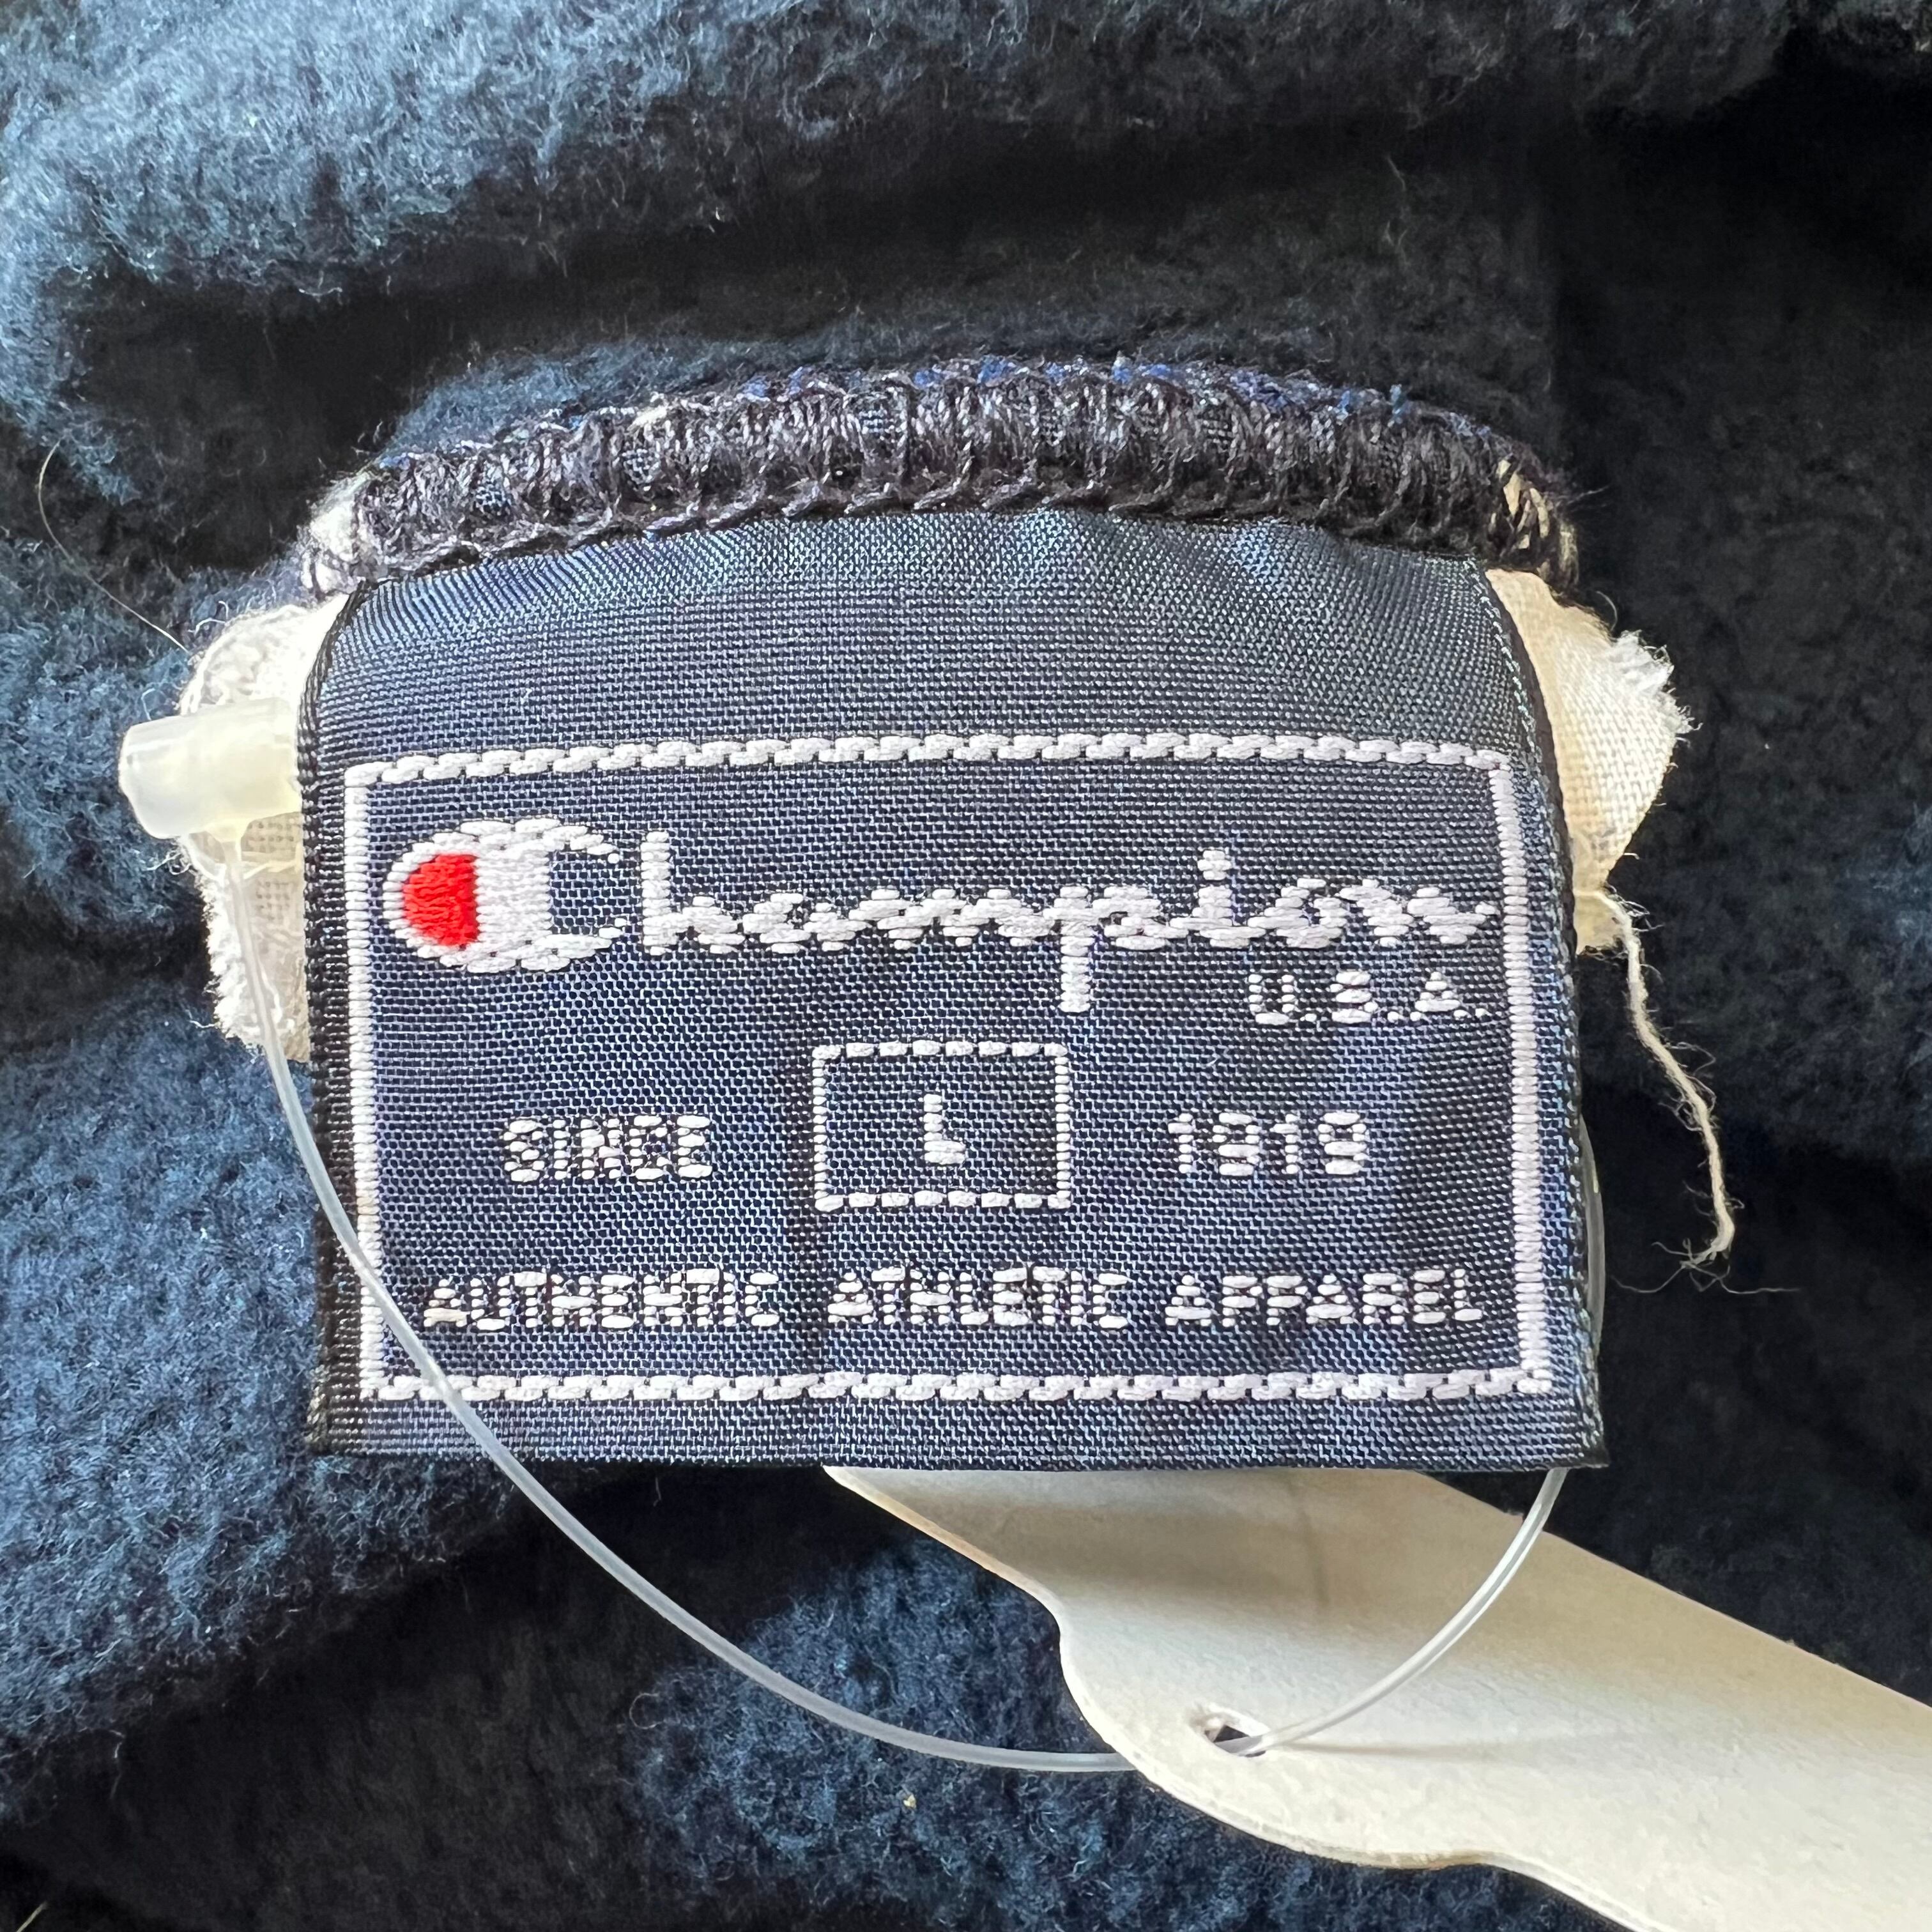 Champion
U.S.A.
SINCE L 1919
AUTHENTIC ATHLETIC APPAREL